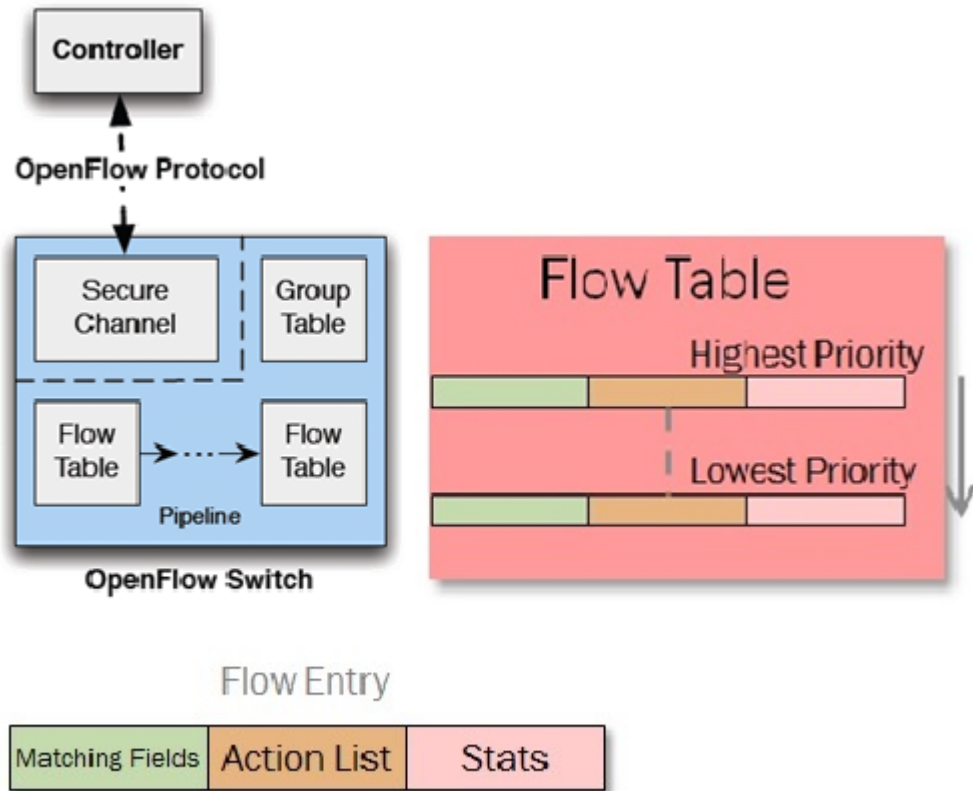 Controller
OpenFlow Protocol
Secure
Channel
Group
Table
Flow
Table
Flow
Table
Pipeline
OpenFlow Switch
Flow Table
Highest Priority
Lowest Priority
Flow Entry
Matching Fields
Action List
Stats